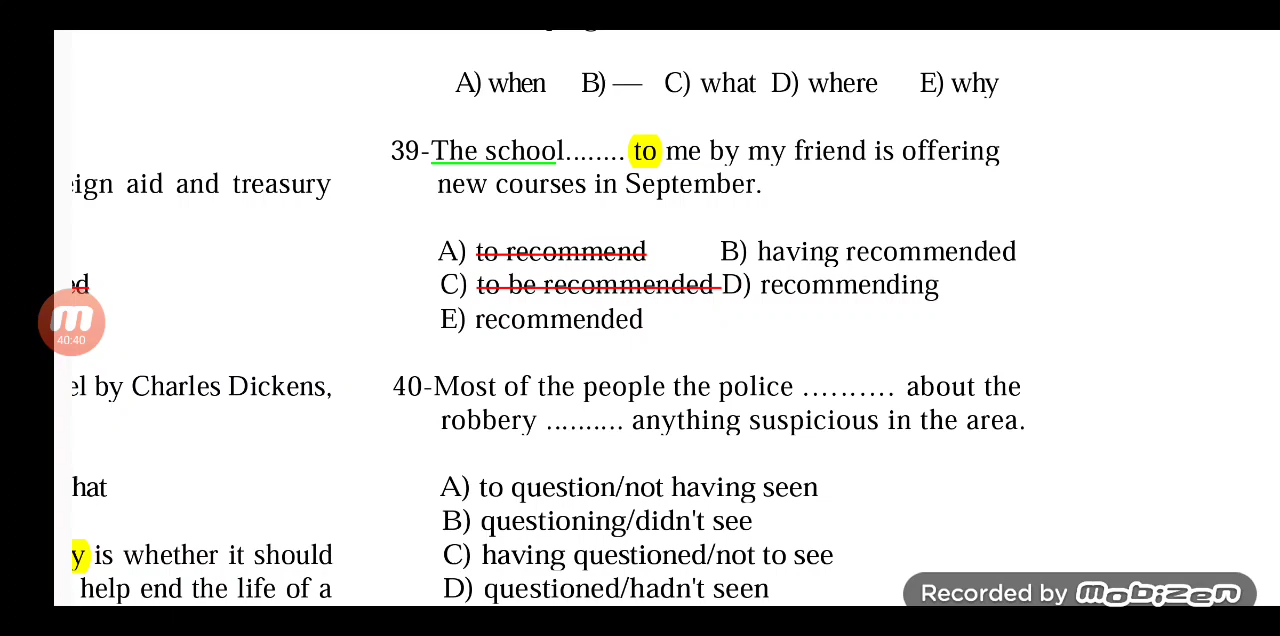 A) when B) — C) what D) where E) why
39-The school........ to me by my friend is offering
new courses in September.
A) to recommend B) having recommended
C) to be recommended D) recommending
E) recommended
40-Most of the people the police .......... about the
robbery .......... anything suspicious in the area.
A) to question/not having seen
B) questioning/didn't see
C) having questioned/not to see
D) questioned/hadn't seen
eign aid and treasury
ed
40:40
el by Charles Dickens,
hat
y is whether it should
help end the life of a
Recorded by mobizen